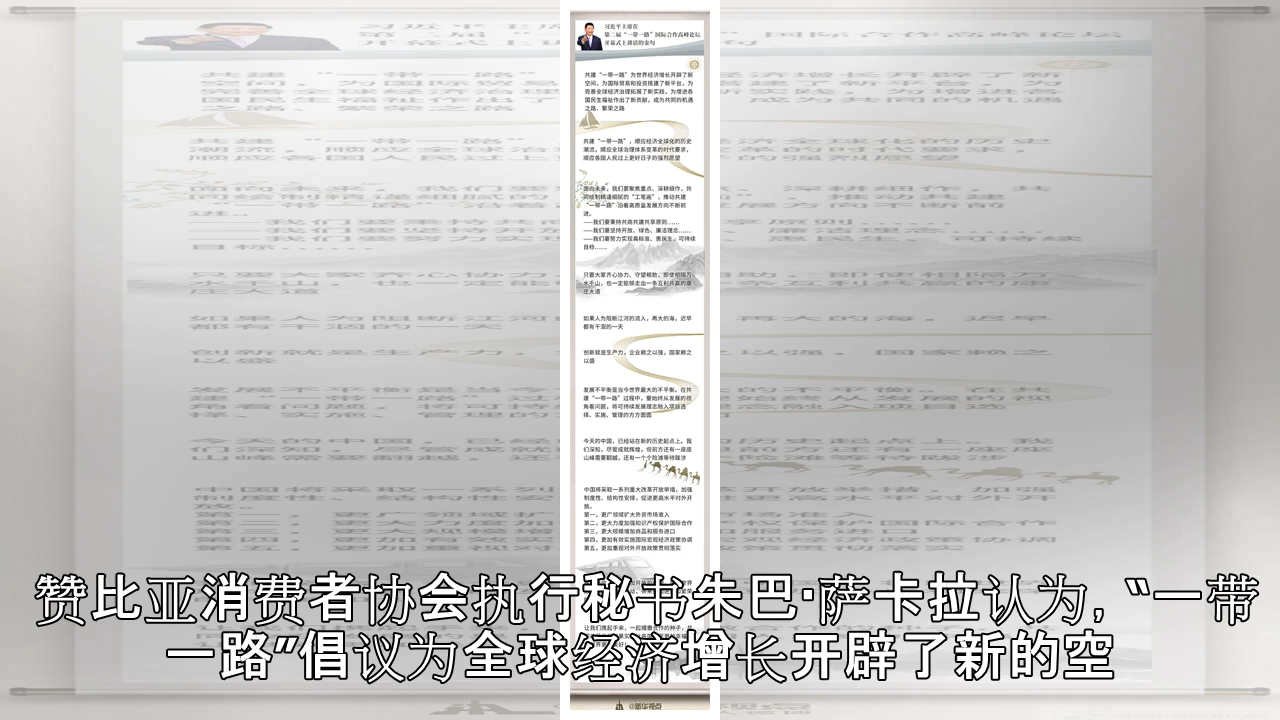 习近平主席在
第二届“一带一路”国际合作高峰论坛
开幕式上讲话的金句
共建“一带一路”为世界经济增长开辟了新
空间，为国际贸易和投资搭建了新平台，为
完善全球经济治理拓展了新实践，为增进各
国民生福祉作出了新贡献，成为共同的机遇
之路、繁荣之路
共建“一带一路”，顺应经济全球化的历史
潮流，顺应全球治理体系变革的时代要求，
顺应各国人民过上更好日子的强烈愿望
面向未来，我们要聚焦重点、深耕细作，共
同绘制精谨细腻的“工笔画”，推动共建
“一带一路”沿着高质量发展方向不断前
进。
——我们要秉持共商共建共享原则……
——我们要坚持开放、绿色、廉洁理念……
——我们要努力实现高标准、惠民生、可持续
目标……
只要大家齐心协力、守望相助，即使相隔万
水千山，也一定能够走出一条互利共赢的康
庄大道
如果人为阻断江河的流入，再大的海，迟早
都有干涸的一天
创新就是生产力，企业赖之以强，国家赖之
以盛
发展不平衡是当今世界最大的不平衡。在共
建“一带一路”过程中，要始终从发展的视
角看问题，将可持续发展理念融入项目选
择、实施、管理的方方面面
今天的中国，已经站在新的历史起点上。我
们深知，尽管成就辉煌，但前方还有一座座
山峰需要翻越，还有一个个险滩等待跋涉
中国将采取一系列重大改革开放举措，加强
制度性、结构性安排，促进更高水平对外开
放。
第一，更广领域扩大外资市场准入
第二，更大力度加强知识产权保护国际合作
第三，更大规模增加商品和服务进口
第四，更加有效实施国际宏观经济政策协调
第五，更加重视对外开放政策贯彻落实
赞比亚消费者协会执行秘书朱巴·萨卡拉认为，“一带
一路”倡议为全球经济增长开辟了新的空
@新华视点